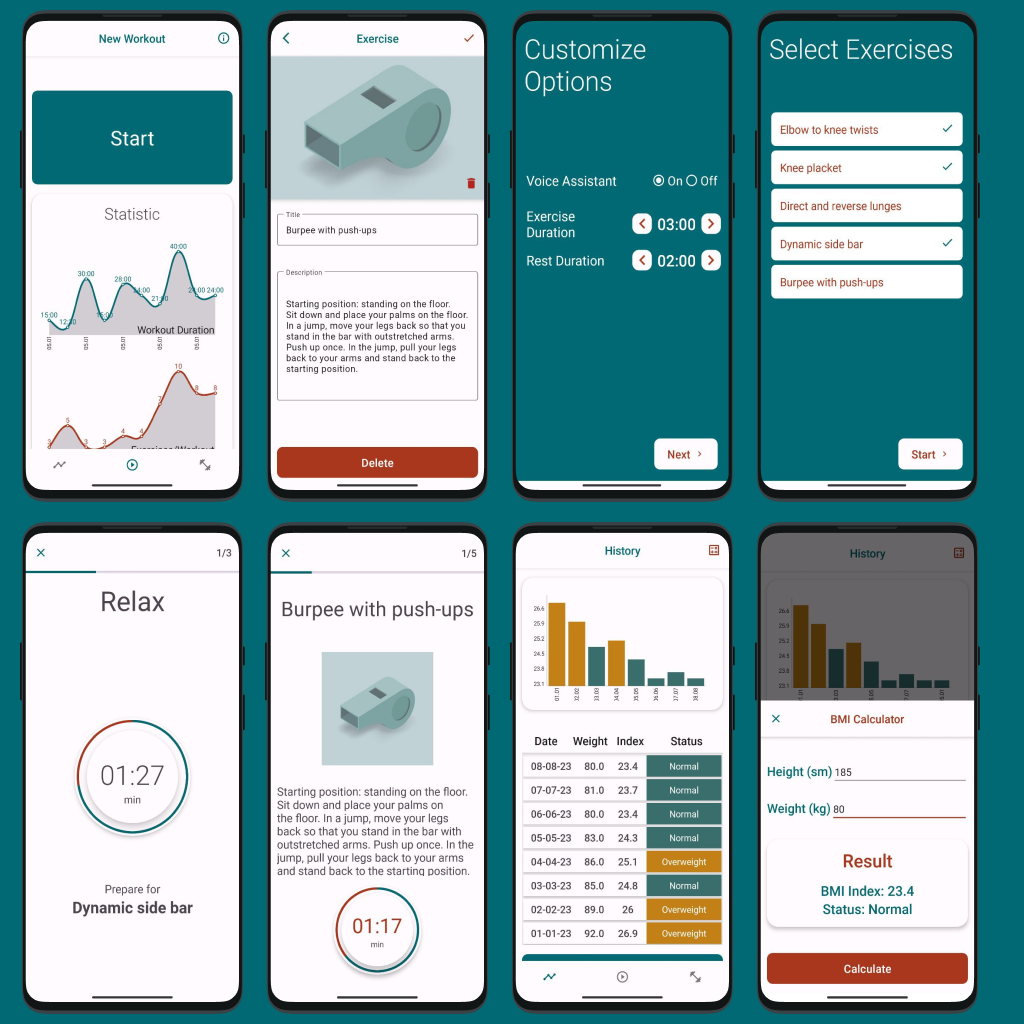 New Workout
Start
Statistic
40:00
30:00
28:00
24:00
24:00
21:00
15:00
12:00
15:00
Workout Duration
05.01
05.01
05.01
05.01
05.01
10
8
8
7
5
4
4
3
3
3
Exercises/Workout
Exercise
Title
Burpee with push-ups
Description
Starting position: standing on the floor.
Sit down and place your palms on the floor.
In a jump, move your legs back so that you
stand in the bar with outstretched arms.
Push up once. In the jump, pull your legs
back to your arms and stand back to the
starting position.
Delete
Customize
Options
Voice Assistant On Off
Exercise
Duration
03:00
Rest Duration 02:00
Next
Select Exercises
Elbow to knee twists
Knee placket
Direct and reverse lunges
Dynamic side bar
Burpee with push-ups
Start
1/3
Relax
01:27
min
Prepare for
Dynamic side bar
1/5
Burpee with push-ups
Starting position: standing on the floor.
Sit down and place your palms on
the floor. In a jump, move your legs
back so that you stand in the bar with
outstretched arms. Push up once. In the
jump, pull your legs back to your arms
and stand back to the starting position.
01:17
min
History
26.6
25.9
25.2
24.5
23.8
23.1
01.01
02.02
03.03
04.04
05.05
06.06
07.07
08.08
Date Weight Index Status
08-08-23 80.0 23.4 Normal
07-07-23 81.0 23.7 Normal
06-06-23 80.0 23.4 Normal
05-05-23 83.0 24.3 Normal
04-04-23 86.0 25.1 Overweight
03-03-23 85.0 24.8 Normal
02-02-23 89.0 26 Overweight
01-01-23 92.0 26.9 Overweight
History
26.6
25.9
25.2
24.5
23.8
23.1
BMI Calculator
Height (sm) 185
Weight (kg) 80
Result
BMI Index: 23.4
Status: Normal
Calculate